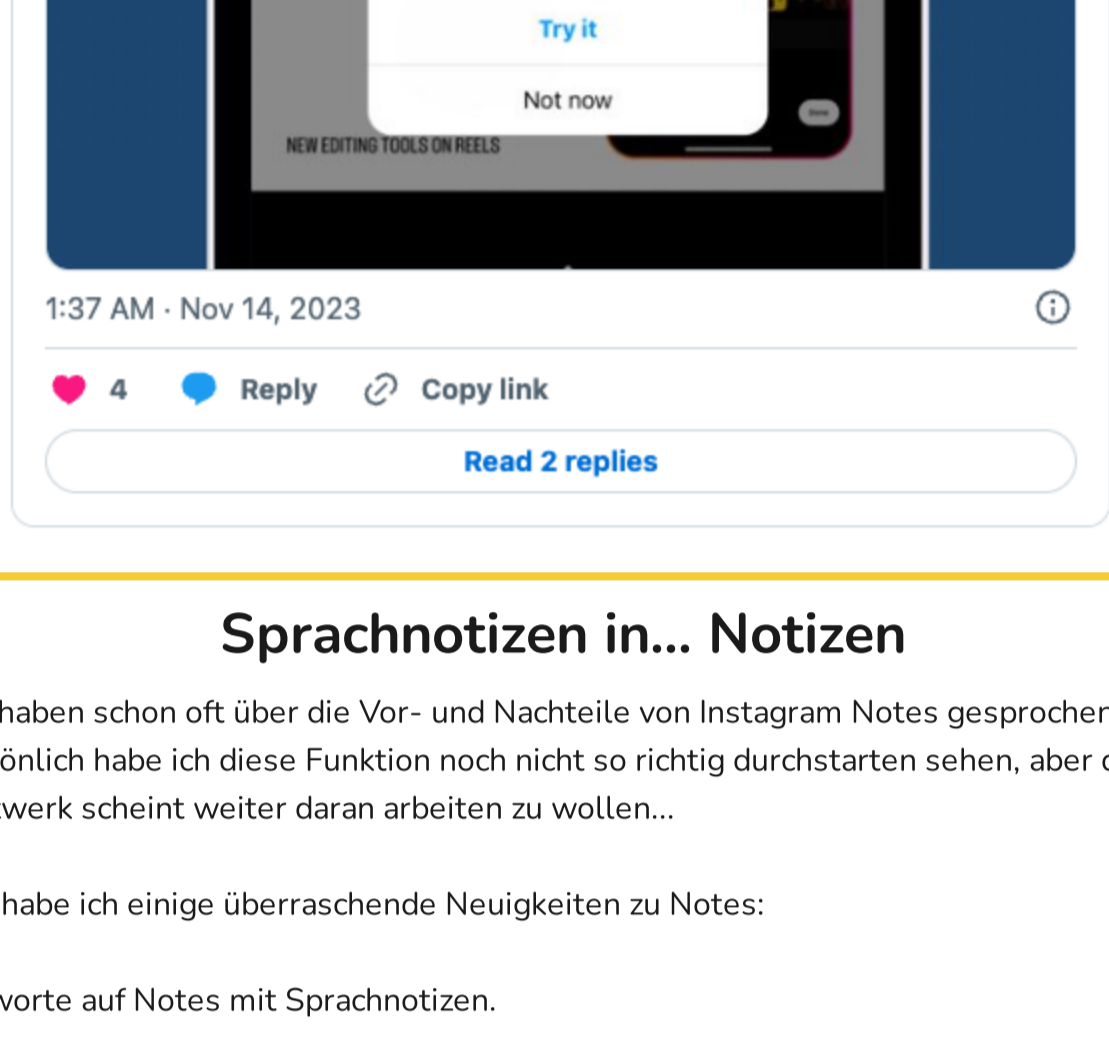 Try it
Not now
NEW EDITING TOOLS ON REELS
1:37 AM · Nov 14, 2023
4 Reply Copy link
Read 2 replies
Sprachnotizen in... Notizen
haben schon oft über die Vor- und Nachteile von Instagram Notes gesprochen
önlich habe ich diese Funktion noch nicht so richtig durchstarten sehen, aber
werk scheint weiter daran arbeiten zu wollen...
habe ich einige überraschende Neuigkeiten zu Notes:
worte auf Notes mit Sprachnotizen.